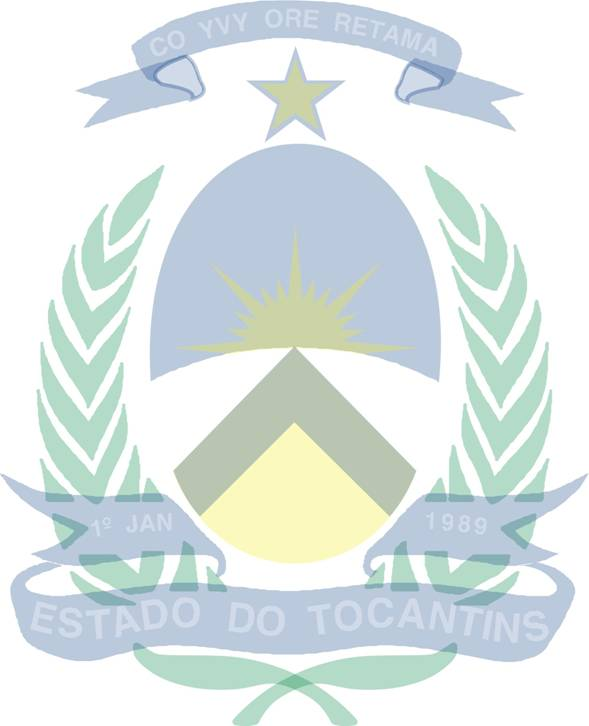 CO YVY ORE RETAMA
1º JAN 1989
ESTADO DO TOCANTINS